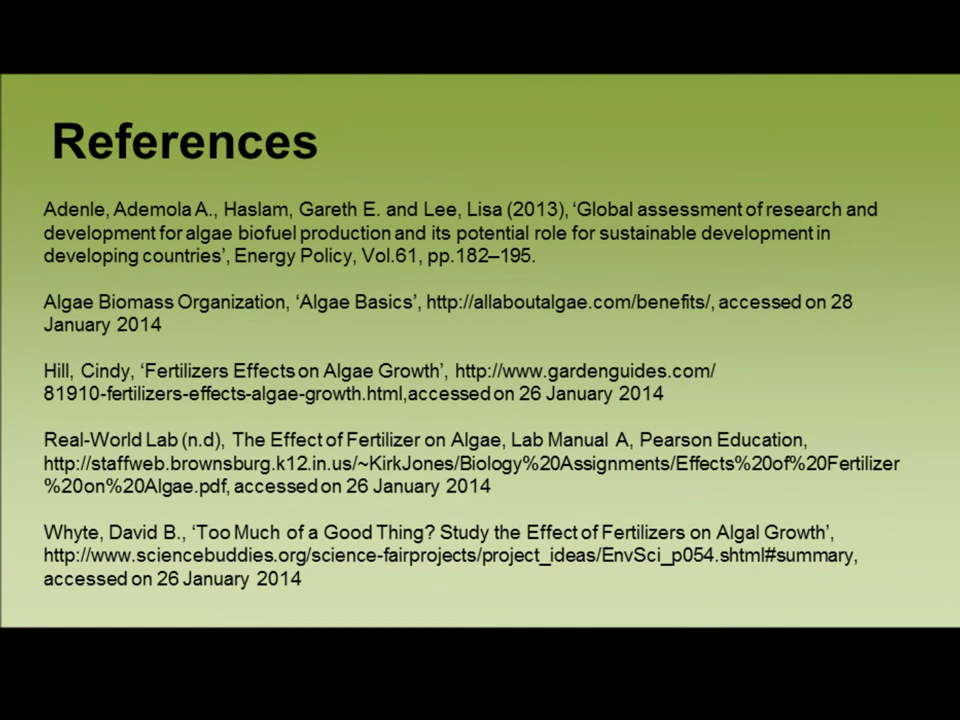 References
Adenle, Ademola A., Haslam, Gareth E. and Lee, Lisa (2013), ‘Global assessment of research and
development for algae biofuel production and its potential role for sustainable development in
developing countries’, Energy Policy, Vol.61, pp.182–195.
Algae Biomass Organization, ‘Algae Basics’, http://allaboutalgae.com/benefits/, accessed on 28
January 2014
Hill, Cindy, ‘Fertilizers Effects on Algae Growth’, http://www.gardenguides.com/
81910-fertilizers-effects-algae-growth.html,accessed on 26 January 2014
Real-World Lab (n.d), The Effect of Fertilizer on Algae, Lab Manual A, Pearson Education,
http://staffweb.brownsburg.k12.in.us/~KirkJones/Biology%20Assignments/Effects%20of%20Fertilizer
%20on%20Algae.pdf, accessed on 26 January 2014
Whyte, David B., ‘Too Much of a Good Thing? Study the Effect of Fertilizers on Algal Growth’,
http://www.sciencebuddies.org/science-fairprojects/project_ideas/EnvSci_p054.shtml#summary,
accessed on 26 January 2014